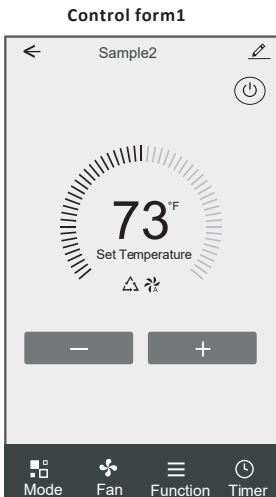 Control form1
Sample2
73°F
Set Temperature
A
Mode Fan Function Timer